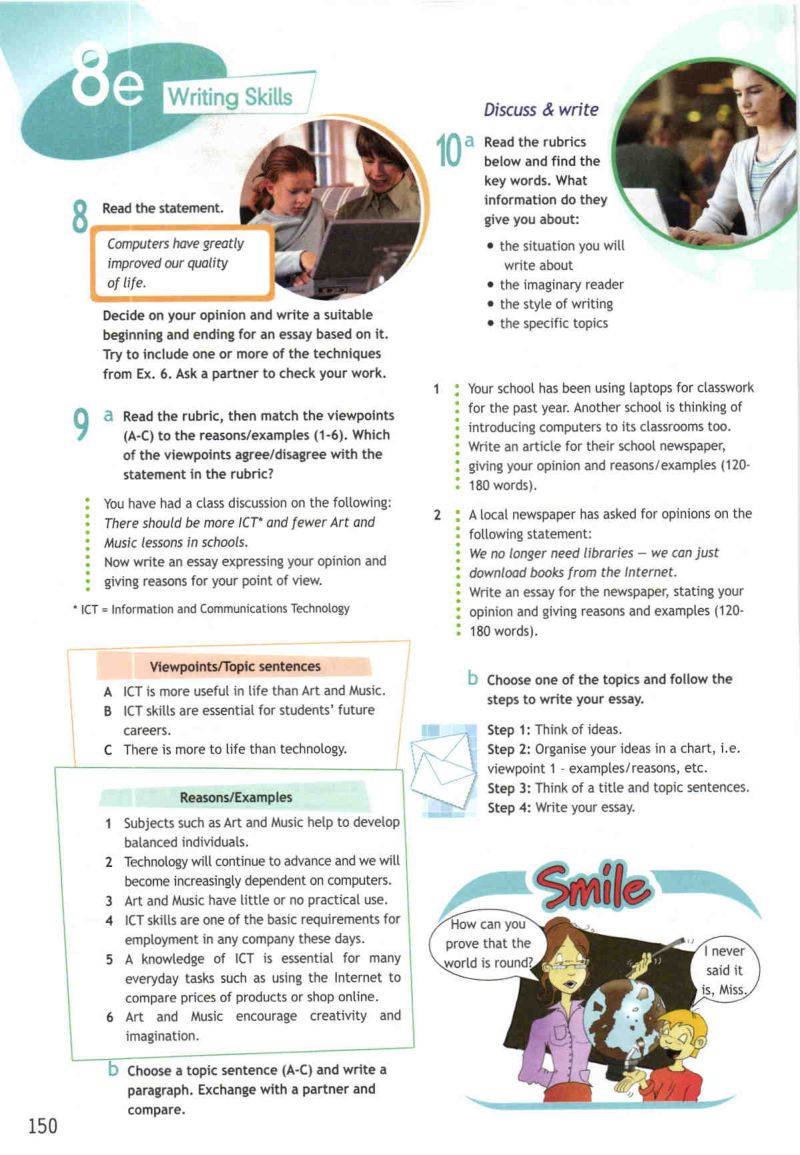 8e Writing Skills
8 Read the statement.
Computers have greatly
improved our quality
of life.
Decide on your opinion and write a suitable
beginning and ending for an essay based on it.
Try to include one or more of the techniques
from Ex. 6. Ask a partner to check your work.
9 a Read the rubric, then match the viewpoints
(A-C) to the reasons/examples (1-6). Which
of the viewpoints agree/disagree with the
statement in the rubric?
You have had a class discussion on the following:
There should be more ICT* and fewer Art and
Music lessons in schools.
Now write an essay expressing your opinion and
giving reasons for your point of view.
* ICT = Information and Communications Technology
Viewpoints/Topic sentences
A ICT is more useful in life than Art and Music.
B ICT skills are essential for students' future
careers.
C There is more to life than technology.
Reasons/Examples
1 Subjects such as Art and Music help to develop
balanced individuals.
2 Technology will continue to advance and we will
become increasingly dependent on computers.
3 Art and Music have little or no practical use.
4 ICT skills are one of the basic requirements for
employment in any company these days.
5 A knowledge of ICT is essential for many
everyday tasks such as using the Internet to
compare prices of products or shop online.
6 Art and Music encourage creativity and
imagination.
b Choose a topic sentence (A-C) and write a
paragraph. Exchange with a partner and
compare.
Discuss & write
10 a Read the rubrics
below and find the
key words. What
information do they
give you about:
• the situation you will
write about
• the imaginary reader
• the style of writing
• the specific topics
1 Your school has been using laptops for classwork
for the past year. Another school is thinking of
introducing computers to its classrooms too.
Write an article for their school newspaper,
giving your opinion and reasons/examples (120-
180 words).
2 A local newspaper has asked for opinions on the
following statement:
We no longer need libraries – we can just
download books from the Internet.
Write an essay for the newspaper, stating your
opinion and giving reasons and examples (120-
180 words).
b Choose one of the topics and follow the
steps to write your essay.
Step 1: Think of ideas.
Step 2: Organise your ideas in a chart, i.e.
viewpoint 1 - examples/reasons, etc.
Step 3: Think of a title and topic sentences.
Step 4: Write your essay.
Smile
How can you
prove that the
world is round?
I never
said it
is, Miss.
150